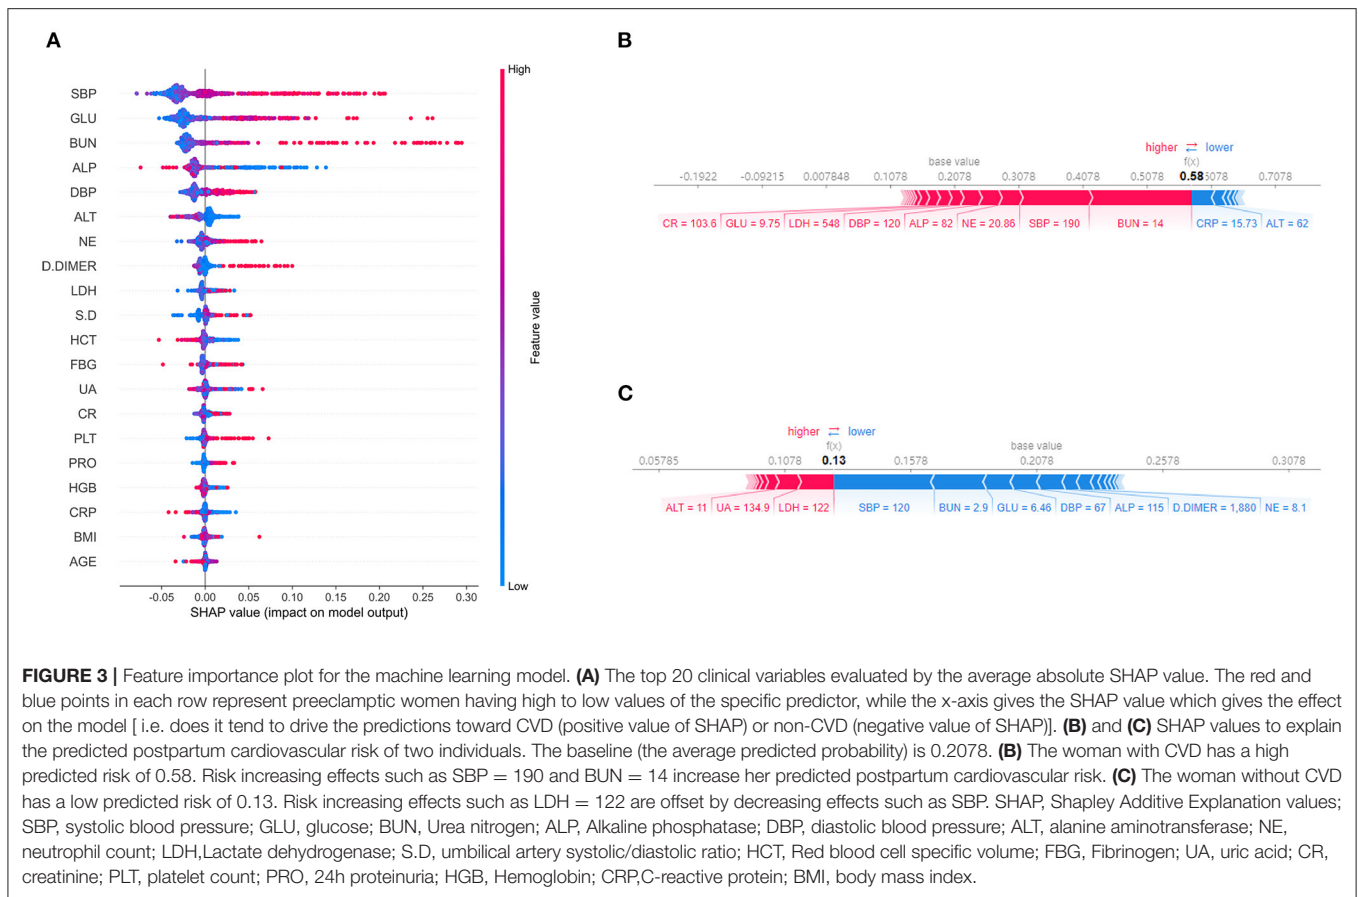 A
SBP
GLU
BUN
ALP
DBP
ALT
NE
D.DIMER
LDH
S.D
HCT
FBG
UA
CR
PLT
PRO
HGB
CRP
BMI
AGE
-0.05 0.00 0.05 0.10 0.15 0.20 0.25 0.30
SHAP value (impact on model output)
High
Feature value
Low
B
higher ⇄ lower
base value f(x)
-0.1922 -0.09215 0.007848 0.1078 0.2078 0.3078 0.4078 0.5078 0.58 3078 0.7078
CR = 103.6 GLU = 9.75 LDH = 548 DBP = 120 ALP = 82 NE = 20.86 SBP = 190 BUN = 14 CRP = 15.73 ALT = 62
C
higher ⇄ lower
f(x) base value
0.05785 0.1078 0.13 0.1578 0.2078 0.2578 0.3078
ALT = 11 UA = 134.9 LDH = 122 SBP = 120 BUN = 2.9 GLU = 6.46 DBP = 67 ALP = 115 D.DIMER = 1,880 NE = 8.1
FIGURE 3 | Feature importance plot for the machine learning model. (A) The top 20 clinical variables evaluated by the average absolute SHAP value. The red and
blue points in each row represent preeclamptic women having high to low values of the specific predictor, while the x-axis gives the SHAP value which gives the effect
on the model [ i.e. does it tend to drive the predictions toward CVD (positive value of SHAP) or non-CVD (negative value of SHAP)]. (B) and (C) SHAP values to explain
the predicted postpartum cardiovascular risk of two individuals. The baseline (the average predicted probability) is 0.2078. (B) The woman with CVD has a high
predicted risk of 0.58. Risk increasing effects such as SBP = 190 and BUN = 14 increase her predicted postpartum cardiovascular risk. (C) The woman without CVD
has a low predicted risk of 0.13. Risk increasing effects such as LDH = 122 are offset by decreasing effects such as SBP. SHAP, Shapley Additive Explanation values;
SBP, systolic blood pressure; GLU, glucose; BUN, Urea nitrogen; ALP, Alkaline phosphatase; DBP, diastolic blood pressure; ALT, alanine aminotransferase; NE,
neutrophil count; LDH,Lactate dehydrogenase; S.D, umbilical artery systolic/diastolic ratio; HCT, Red blood cell specific volume; FBG, Fibrinogen; UA, uric acid; CR,
creatinine; PLT, platelet count; PRO, 24h proteinuria; HGB, Hemoglobin; CRP,C-reactive protein; BMI, body mass index.